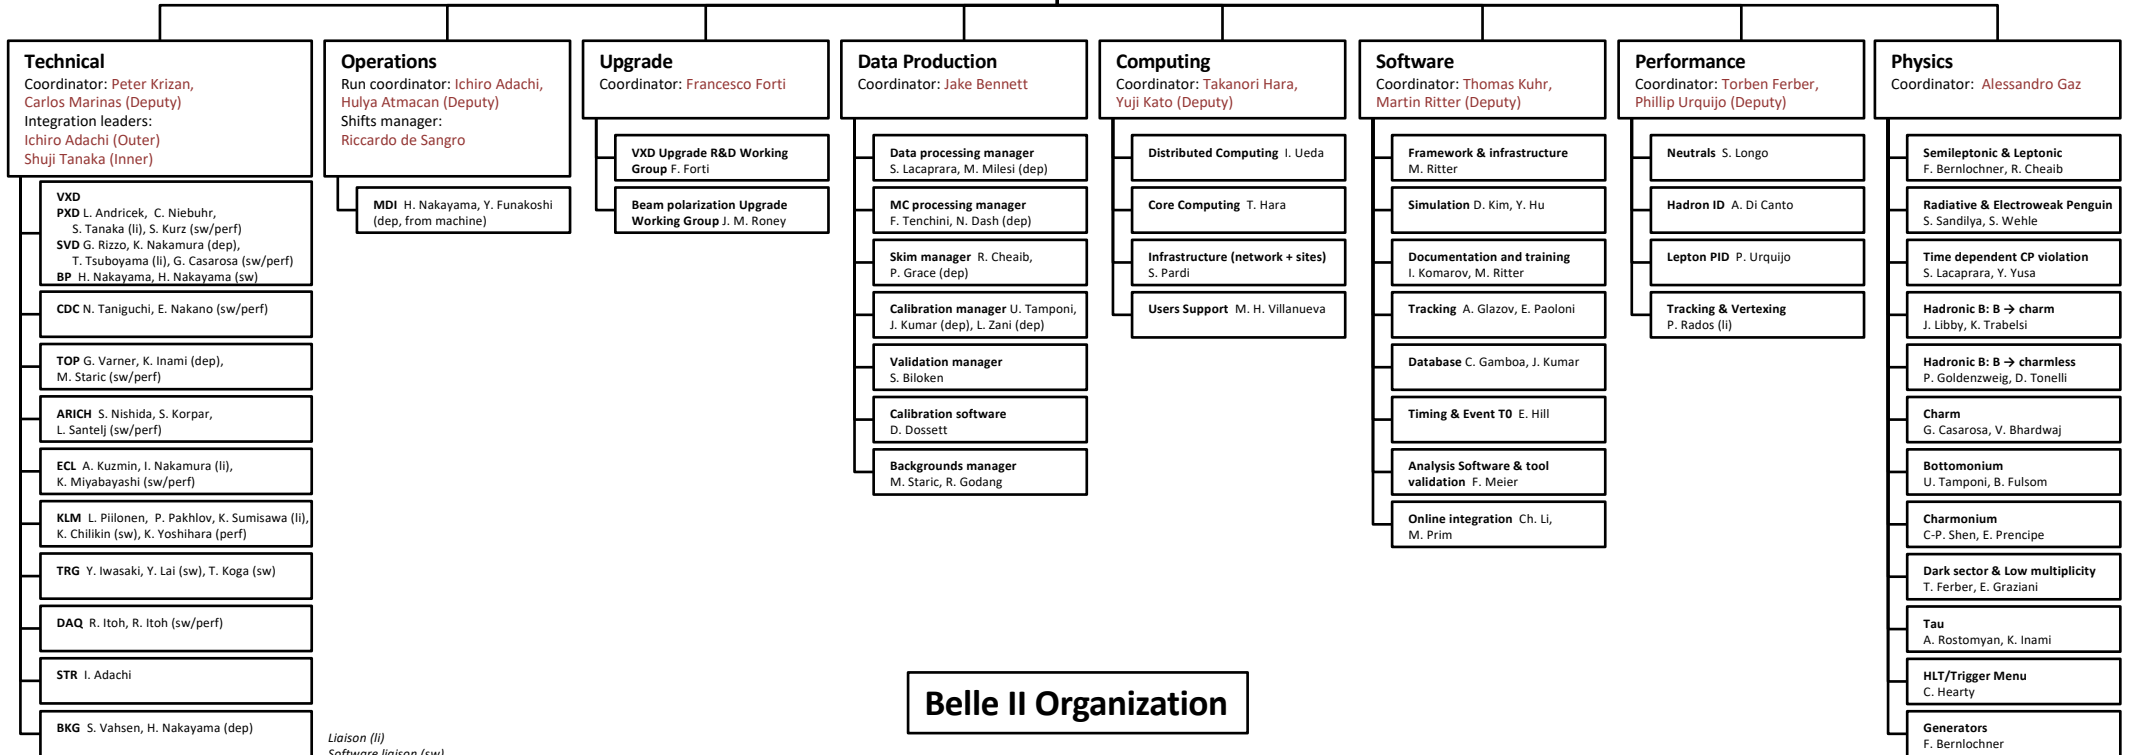 Technical
Coordinator: Peter Krizan,
Carlos Marinas (Deputy)
Integration leaders:
Ichiro Adachi (Outer)
Shuji Tanaka (Inner)
VXD
PXD L. Andricek, C. Niebuhr,
S. Tanaka (li), S. Kurz (sw/perf)
SVD G. Rizzo, K. Nakamura (dep),
T. Tsuboyama (li), G. Casarosa (sw/perf)
BP H. Nakayama, H. Nakayama (sw)
CDC N. Taniguchi, E. Nakano (sw/perf)
TOP G. Varner, K. Inami (dep),
M. Staric (sw/perf)
ARICH S. Nishida, S. Korpar,
L. Santelj (sw/perf)
ECL A. Kuzmin, I. Nakamura (li),
K. Miyabayashi (sw/perf)
KLM L. Piilonen, P. Pakhlov, K. Sumisawa (li),
K. Chilikin (sw), K. Yoshihara (perf)
TRG Y. Iwasaki, Y. Lai (sw), T. Koga (sw)
DAQ R. Itoh, R. Itoh (sw/perf)
STR I. Adachi
BKG S. Vahsen, H. Nakayama (dep)
Operations
Run coordinator: Ichiro Adachi,
Hulya Atmacan (Deputy)
Shifts manager:
Riccardo de Sangro
MDI H. Nakayama, Y. Funakoshi
(dep, from machine)
Liaison (li)
Software liaison (sw)
Upgrade
Coordinator: Francesco Forti
VXD Upgrade R&D Working
Group F. Forti
Beam polarization Upgrade
Working Group J. M. Roney
Data Production
Coordinator: Jake Bennett
Data processing manager
S. Lacaprara, M. Milesi (dep)
MC processing manager
F. Tenchini, N. Dash (dep)
Skim manager R. Cheaib,
P. Grace (dep)
Calibration manager U. Tamponi,
J. Kumar (dep), L. Zani (dep)
Validation manager
S. Biloken
Calibration software
D. Dossett
Backgrounds manager
M. Staric, R. Godang
Computing
Coordinator: Takanori Hara,
Yuji Kato (Deputy)
Distributed Computing I. Ueda
Core Computing T. Hara
Infrastructure (network + sites)
S. Pardi
Users Support M. H. Villanueva
Software
Coordinator: Thomas Kuhr,
Martin Ritter (Deputy)
Framework & infrastructure
M. Ritter
Simulation D. Kim, Y. Hu
Documentation and training
I. Komarov, M. Ritter
Tracking A. Glazov, E. Paoloni
Database C. Gamboa, J. Kumar
Timing & Event T0 E. Hill
Analysis Software & tool
validation F. Meier
Online integration Ch. Li,
M. Prim
Performance
Coordinator: Torben Ferber,
Phillip Urquijo (Deputy)
Neutrals S. Longo
Hadron ID A. Di Canto
Lepton PID P. Urquijo
Tracking & Vertexing
P. Rados (li)
Physics
Coordinator: Alessandro Gaz
Semileptonic & Leptonic
F. Bernlochner, R. Cheaib
Radiative & Electroweak Penguin
S. Sandilya, S. Wehle
Time dependent CP violation
S. Lacaprara, Y. Yusa
Hadronic B: B → charm
J. Libby, K. Trabelsi
Hadronic B: B → charmless
P. Goldenzweig, D. Tonelli
Charm
G. Casarosa, V. Bhardwaj
Bottomonium
U. Tamponi, B. Fulsom
Charmonium
C-P. Shen, E. Prencipe
Dark sector & Low multiplicity
T. Ferber, E. Graziani
Tau
A. Rostomyan, K. Inami
HLT/Trigger Menu
C. Hearty
Generators
F. Bernlochner
Belle II Organization